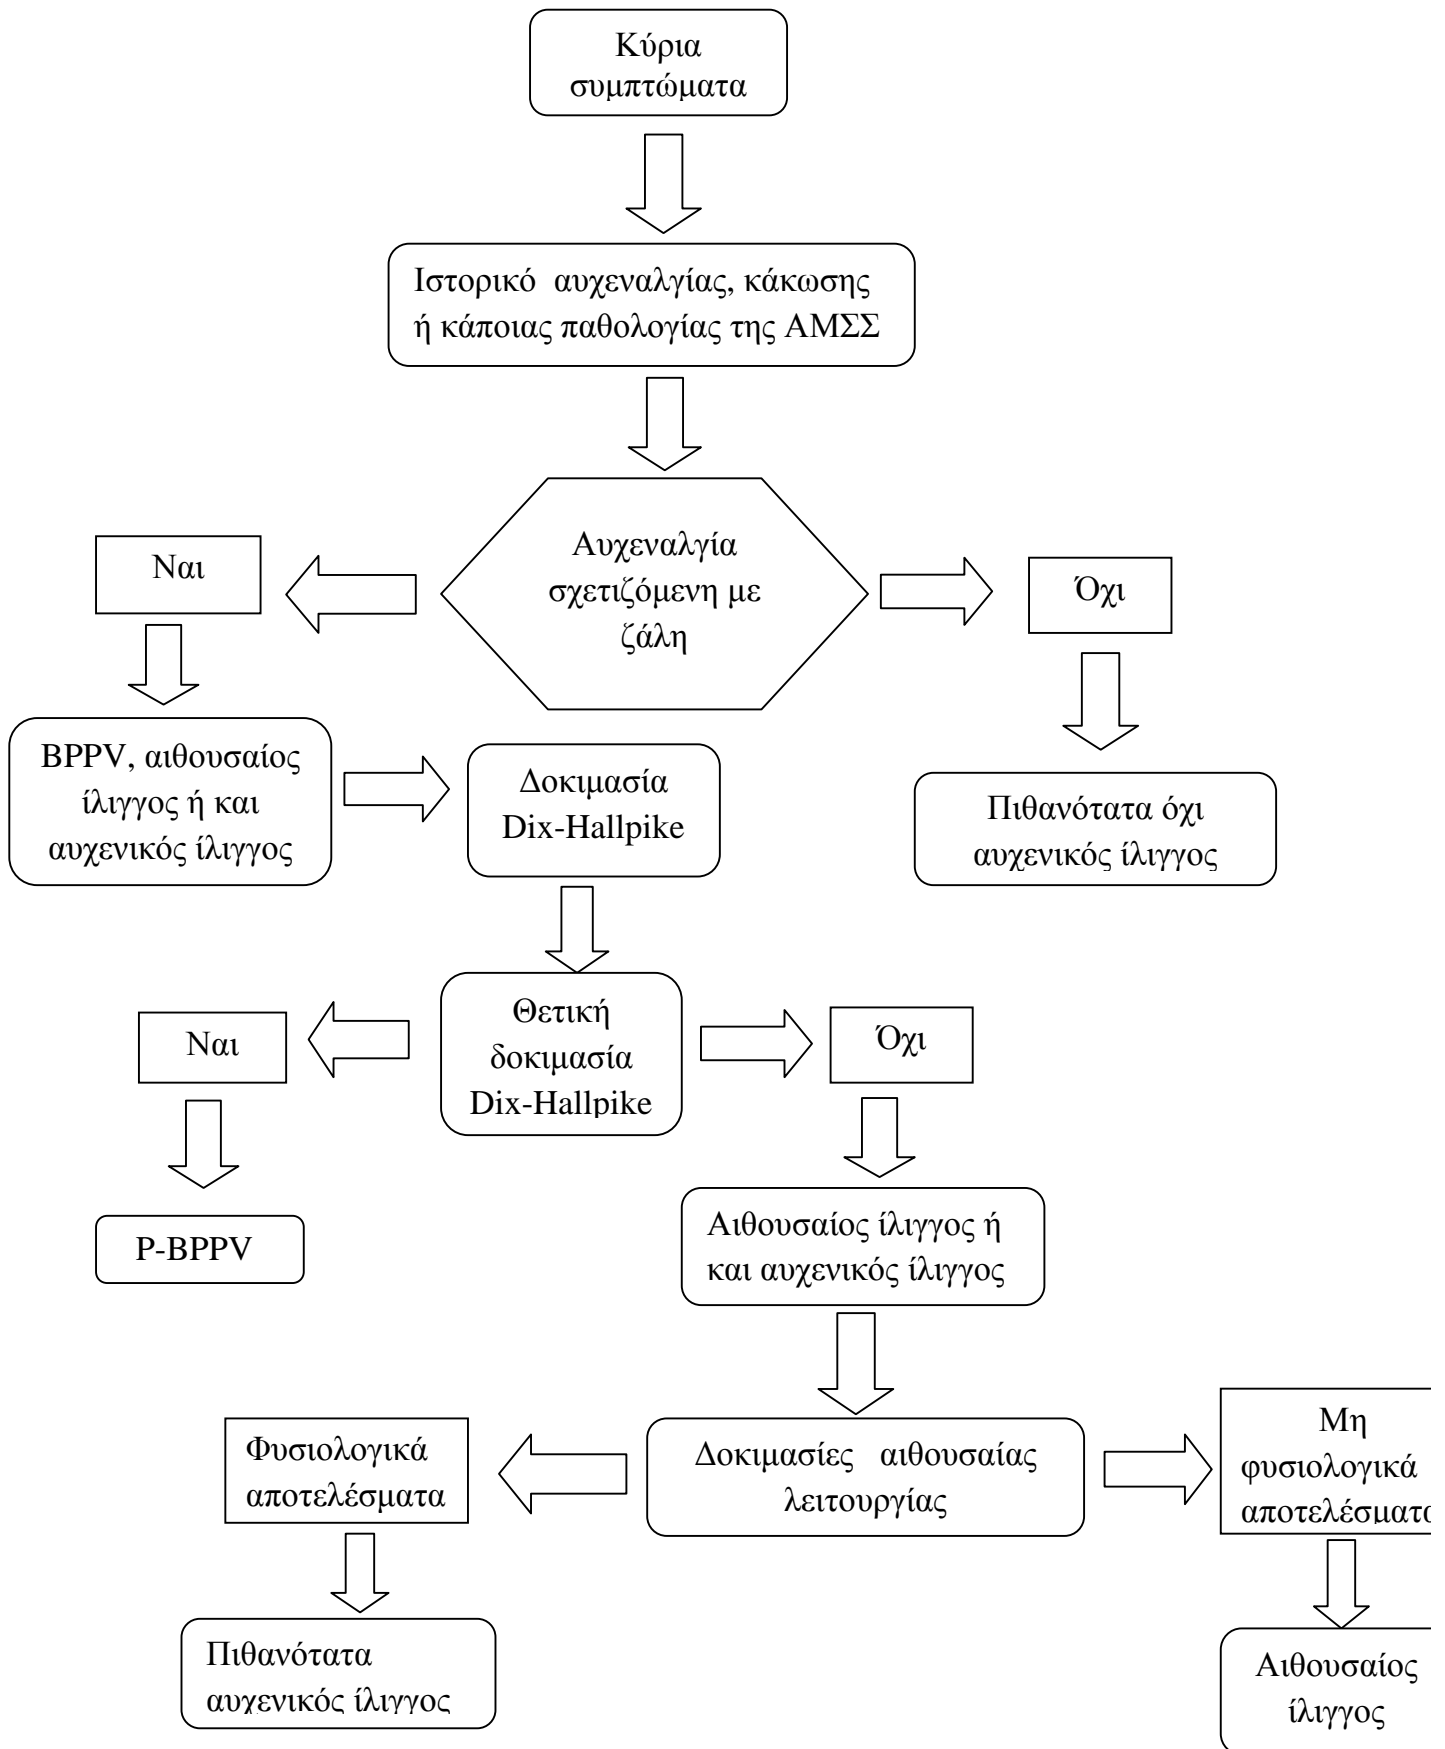 Κύρια
συμπτώματα
Ιστορικό αυχεναλγίας, κάκωσης
ή κάποιας παθολογίας της ΑΜΣΣ
Αυχεναλγία
σχετιζόμενη με
ζάλη
Ναι
Όχι
BPPV, αιθουσαίος
ίλιγγος ή και
αυχενικός ίλιγγος
Δοκιμασία
Dix-Hallpike
Πιθανότατα όχι
αυχενικός ίλιγγος
Θετική
δοκιμασία
Dix-Hallpike
Ναι
Όχι
P-BPPV
Αιθουσαίος ίλιγγος ή
και αυχενικός ίλιγγος
Δοκιμασίες αιθουσαίας
λειτουργίας
Φυσιολογικά
αποτελέσματα
Μη
φυσιολογικά
αποτελέσματα
Πιθανότατα
αυχενικός ίλιγγος
Αιθουσαίος
ίλιγγος